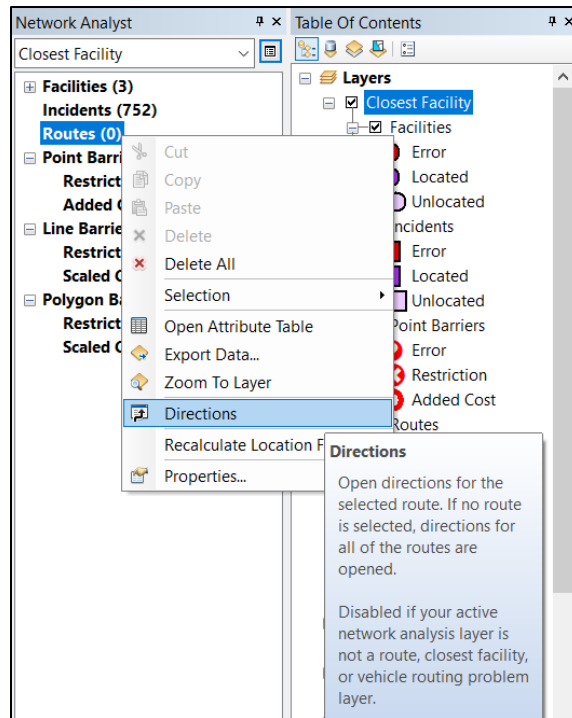 Network Analyst
Closest Facility
Facilities (3)
Incidents (752)
Routes (0)
Point Barri
Restrict
Added C
Line Barrie
Restrict
Scaled C
Polygon Ba
Restrict
Scaled C
Cut
Copy
Paste
Delete
Delete All
Selection
Open Attribute Table
Export Data...
Zoom To Layer
Directions
Recalculate Location F
Properties...
Table Of Contents
Layers
Closest Facility
Facilities
Error
Located
Unlocated
ncidents
Error
Located
Unlocated
Point Barriers
Error
Restriction
Added Cost
Routes
Directions
Open directions for the
selected route. If no route
is selected, directions for
all of the routes are
opened.
Disabled if your active
network analysis layer is
not a route, closest facility,
or vehicle routing problem
layer.